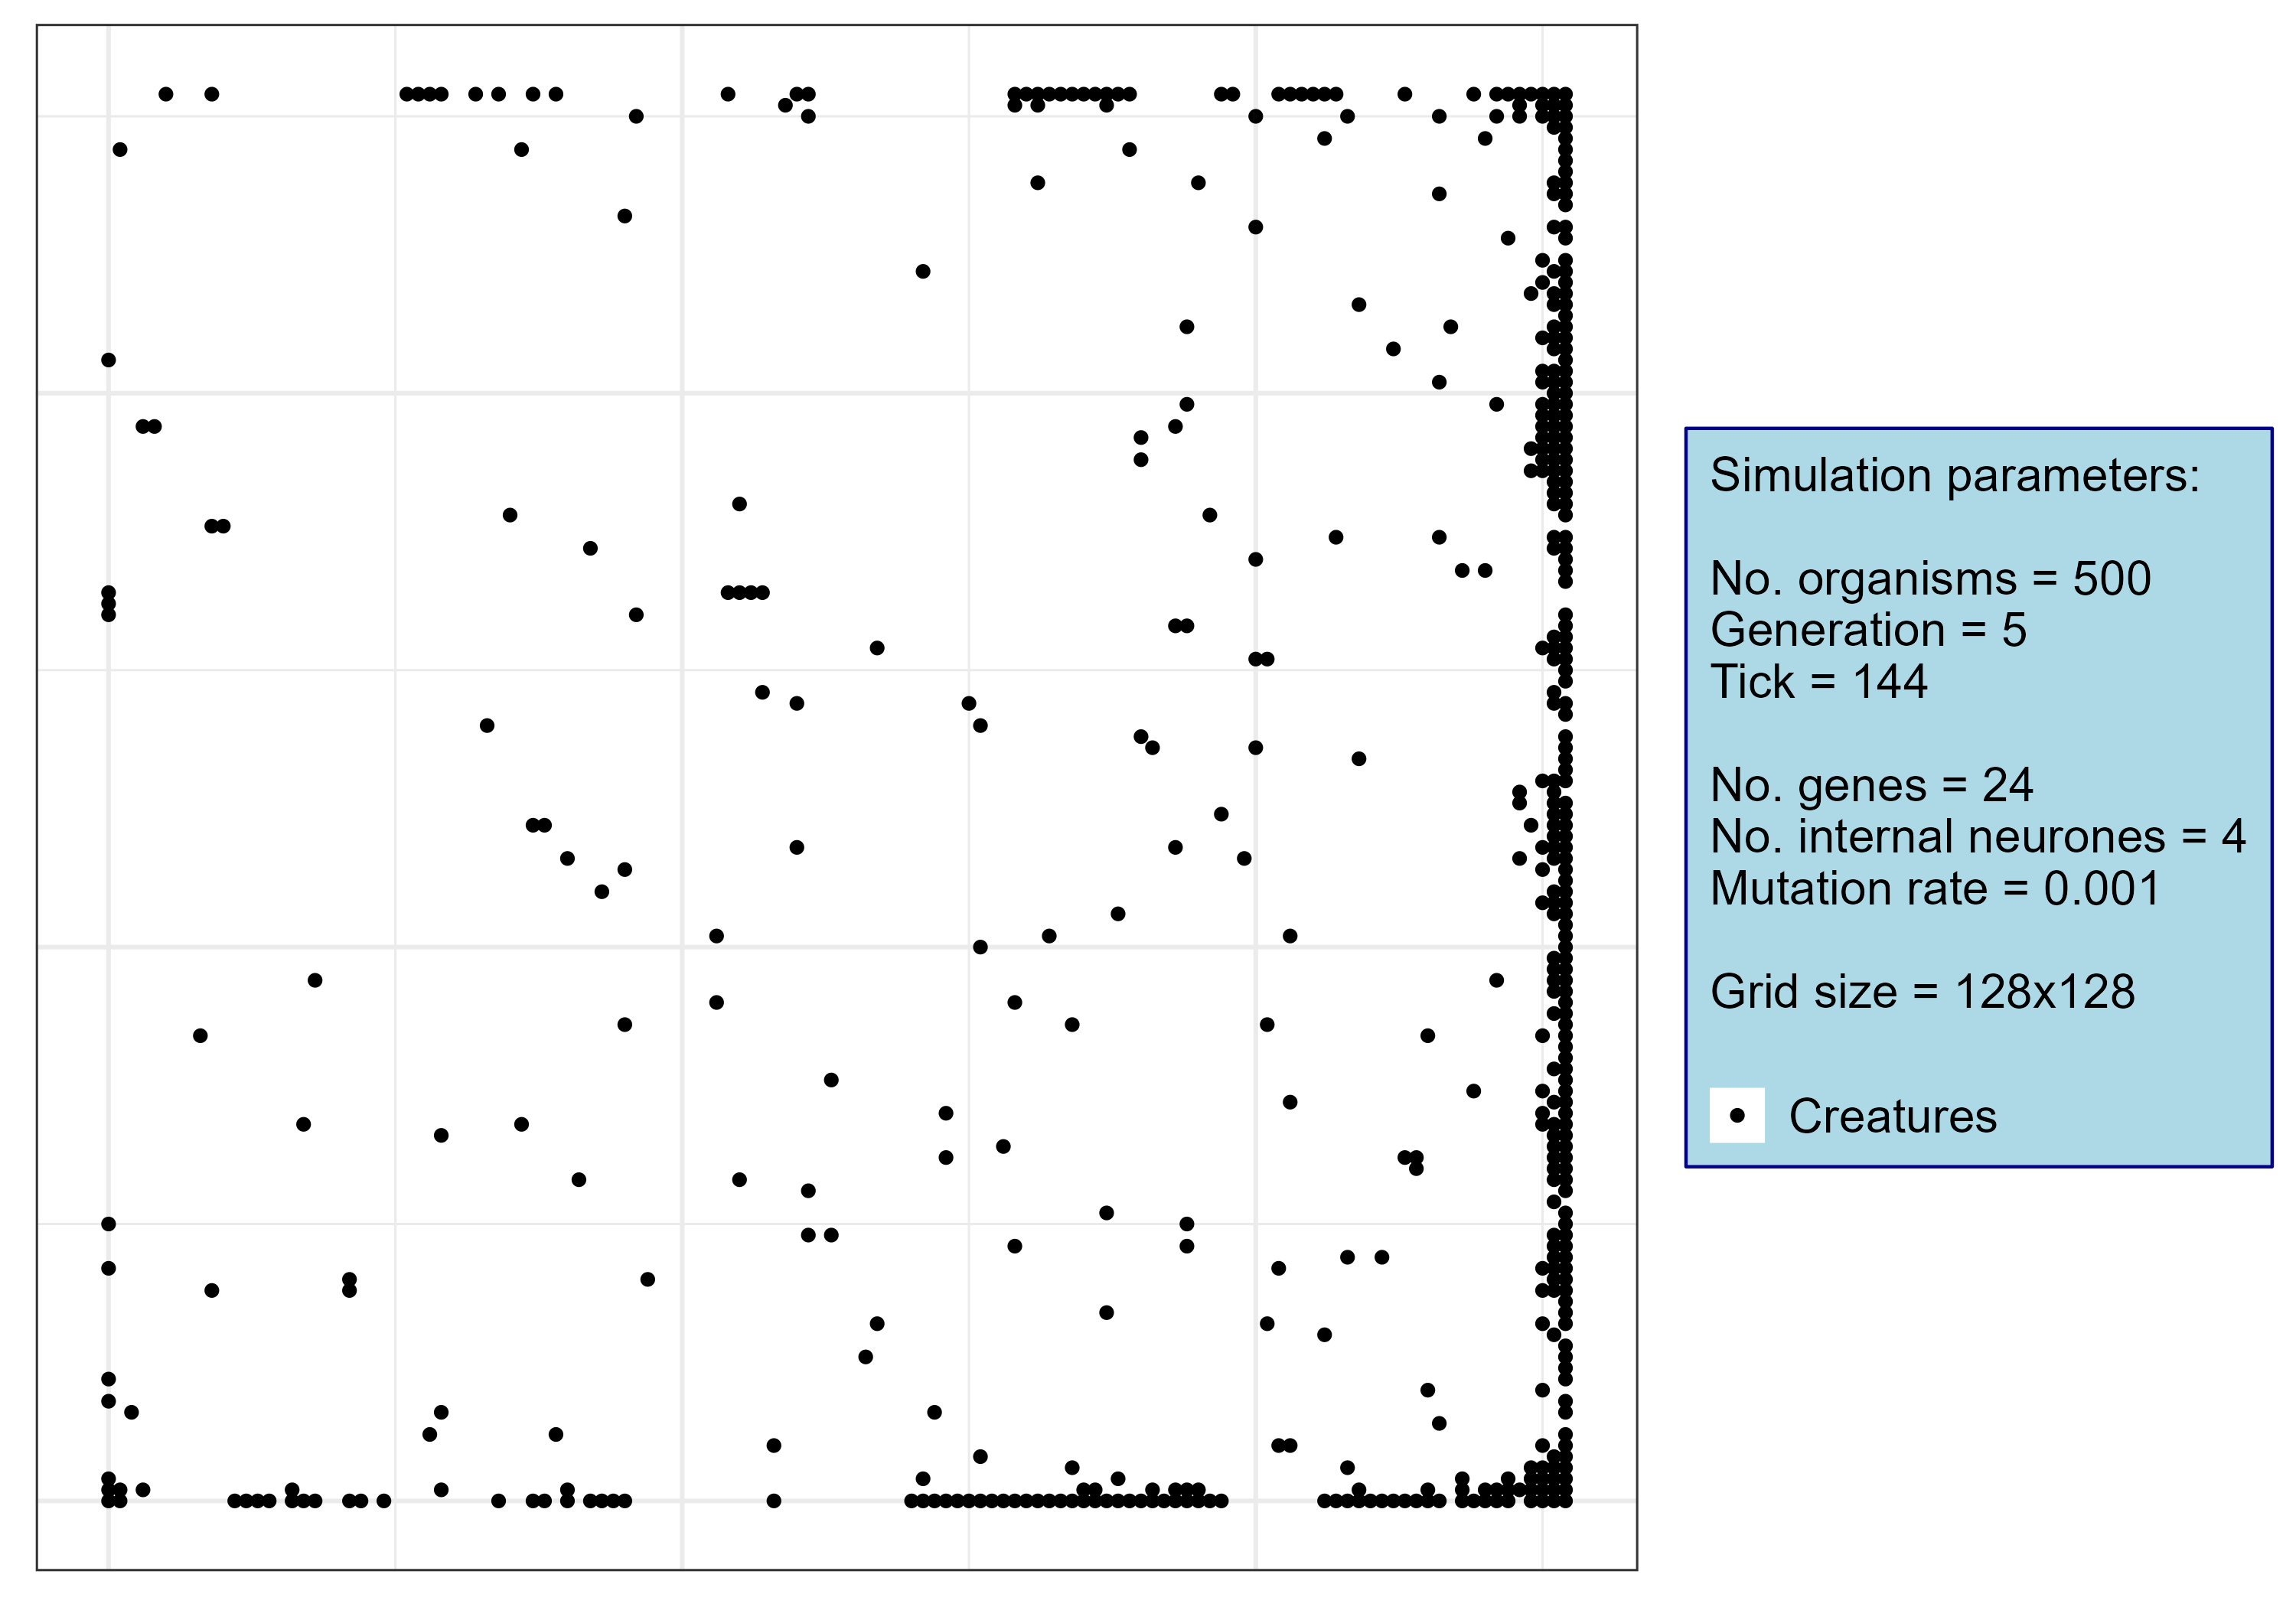 Simulation parameters:
No. organisms = 500
Generation = 5
Tick = 144
No. genes = 24
No. internal neurones = 4
Mutation rate = 0.001
Grid size = 128x128
Creatures